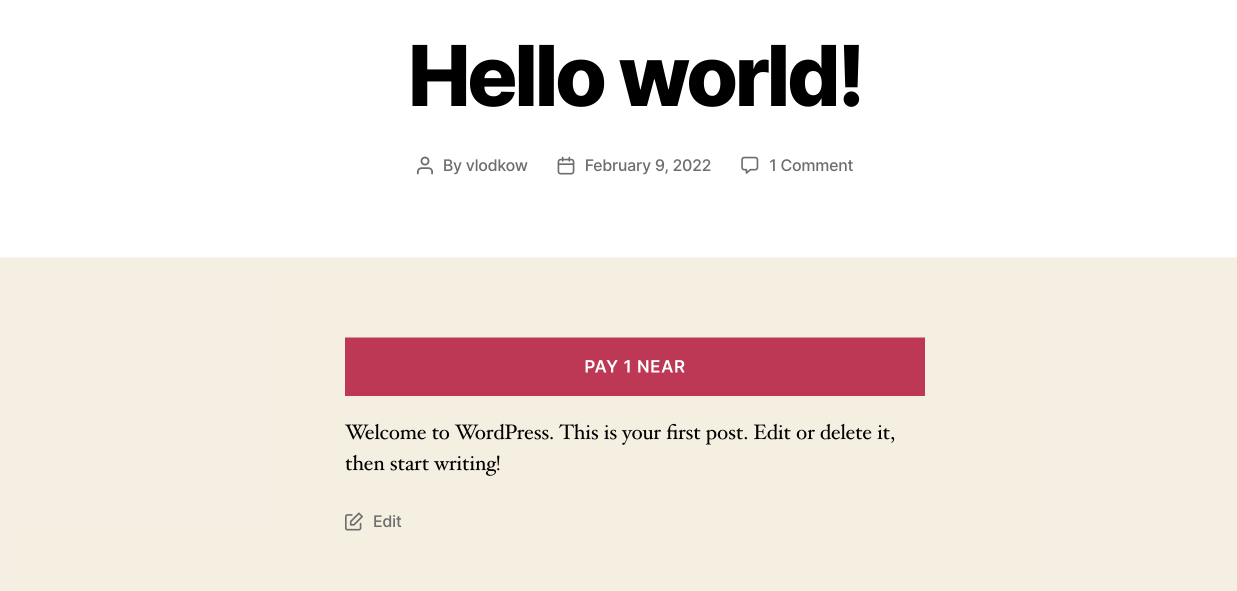 Hello world!
By vlodkow February 9, 2022 1 Comment
PAY 1 NEAR
Welcome to WordPress. This is your first post. Edit or delete it,
then start writing!
Edit